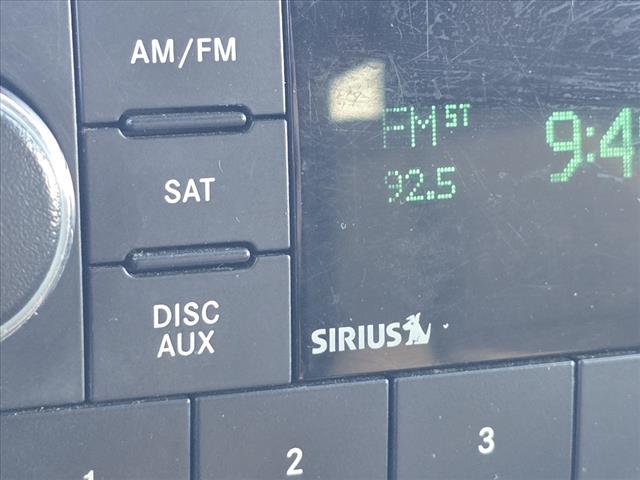 AM/FM
FM ST
9:4
92.5
SAT
DISC
AUX
SIRIUS
1
2
3